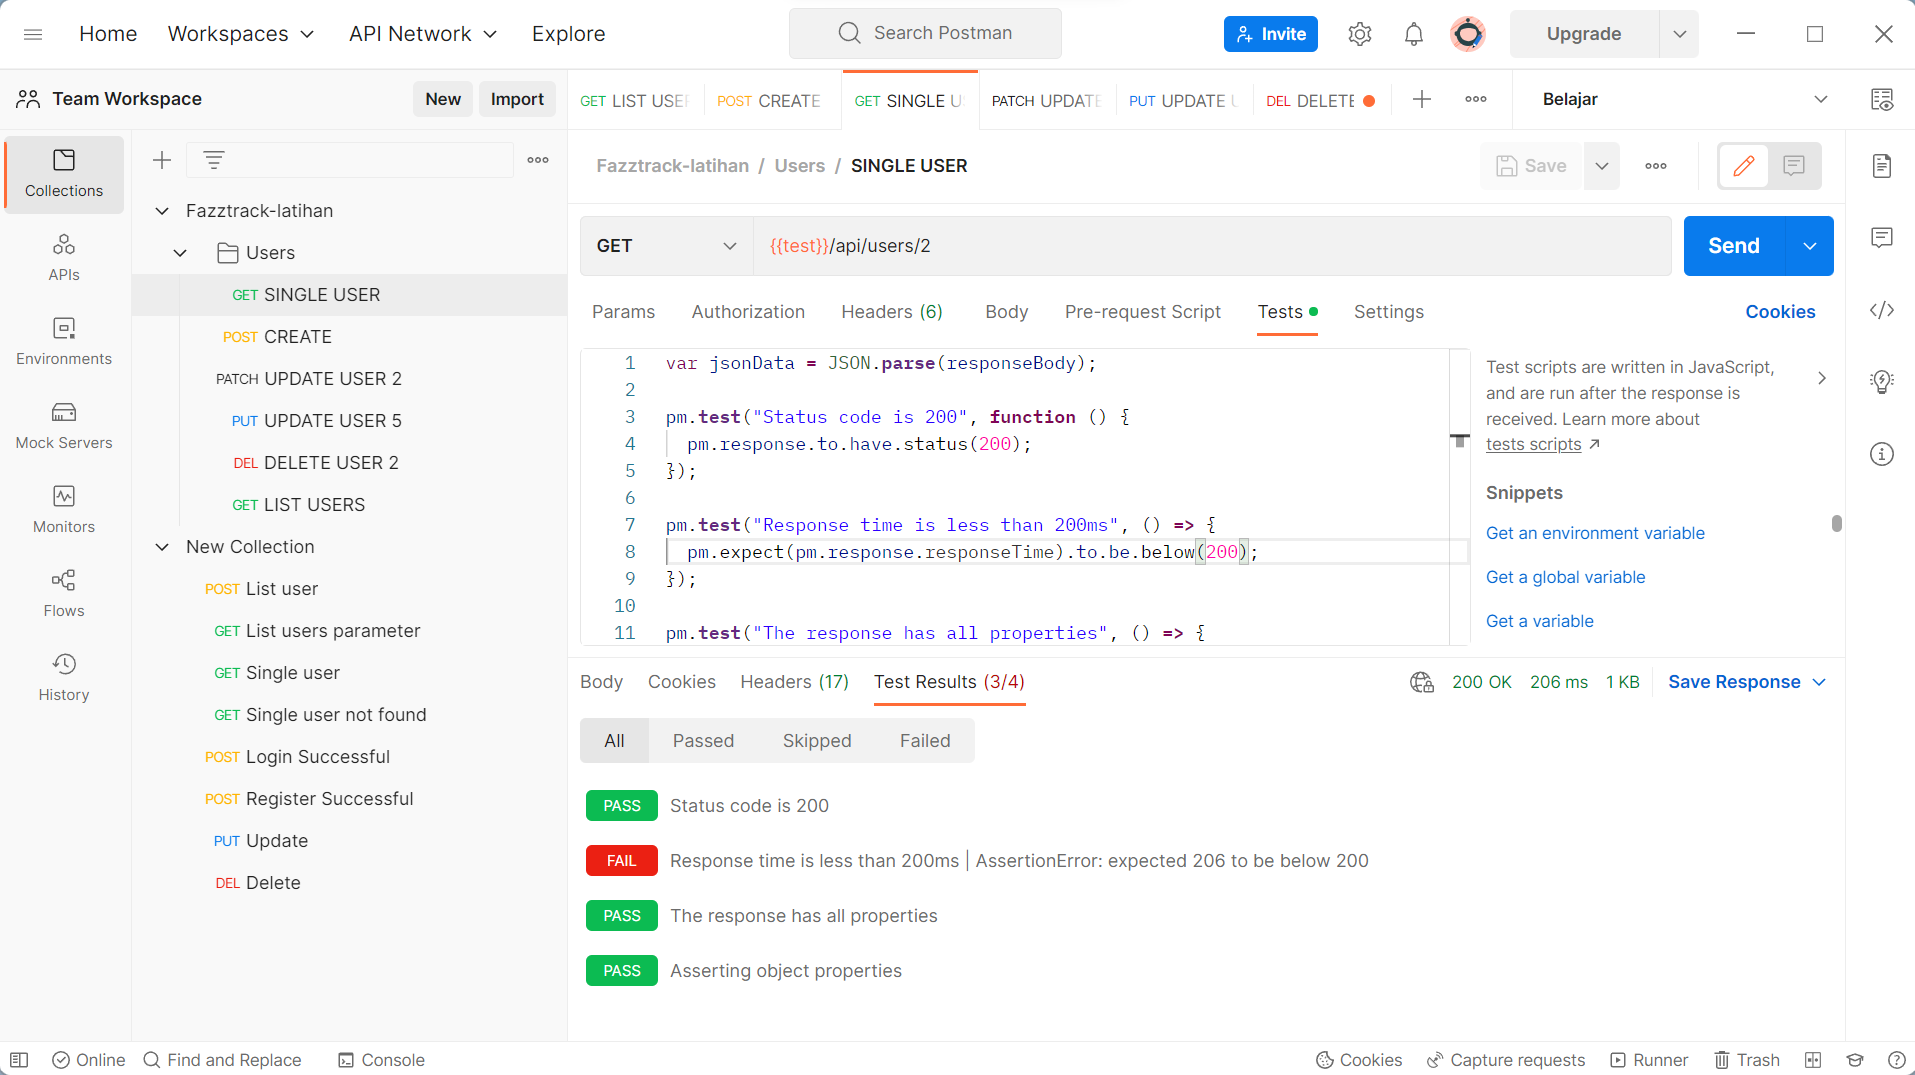 Home Workspaces API Network Explore Search Postman Invite Upgrade
Team Workspace New Import
GET LIST USER POST CREATE GET SINGLE U PATCH UPDATE PUT UPDATE DEL DELETE Belajar
Collections
APIs
Environments
Mock Servers
Monitors
Flows
History
Fazztrack-latihan
Users
GET SINGLE USER
POST CREATE
PATCH UPDATE USER 2
PUT UPDATE USER 5
DEL DELETE USER 2
GET LIST USERS
New Collection
POST List user
GET List users parameter
GET Single user
GET Single user not found
POST Login Successful
POST Register Successful
PUT Update
DEL Delete
Fazztrack-latihan / Users / SINGLE USER Save
GET {{test}}/api/users/2 Send
Params Authorization Headers (6) Body Pre-request Script Tests Settings Cookies
1 var jsonData = JSON.parse(responseBody);
2
3 pm.test("Status code is 200", function () {
4 pm.response.to.have.status(200);
5 });
6
7 pm.test("Response time is less than 200ms", () => {
8 pm.expect(pm.response.responseTime).to.be.below(200);
9 });
10
11 pm.test("The response has all properties", () => {
Test scripts are written in JavaScript,
and are run after the response is
received. Learn more about
tests scripts ↗
Snippets
Get an environment variable
Get a global variable
Get a variable
Body Cookies Headers (17) Test Results (3/4) 200 OK 206 ms 1 KB Save Response
All Passed Skipped Failed
PASS Status code is 200
FAIL Response time is less than 200ms | AssertionError: expected 206 to be below 200
PASS The response has all properties
PASS Asserting object properties
Online Find and Replace Console Cookies Capture requests Runner Trash